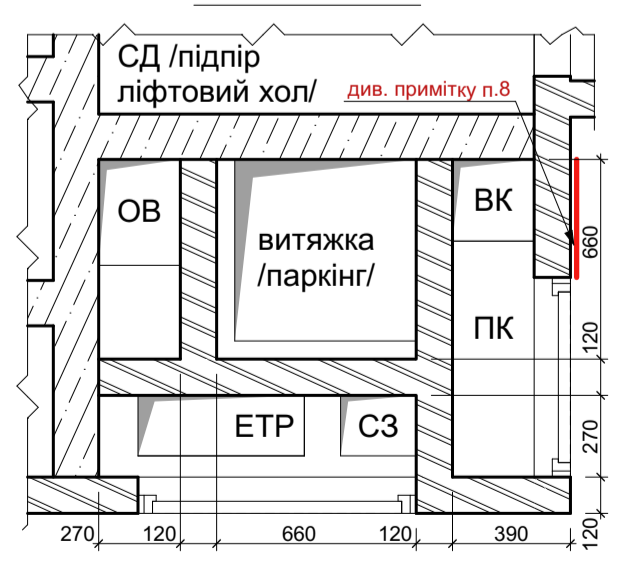 СД /підпір
ліфтовий хол/
див. примітку п.8
ОВ
витяжка
/паркінг/
ВК
ПК
ЕТР
СЗ
660
120
270
120
270
120
660
120
390